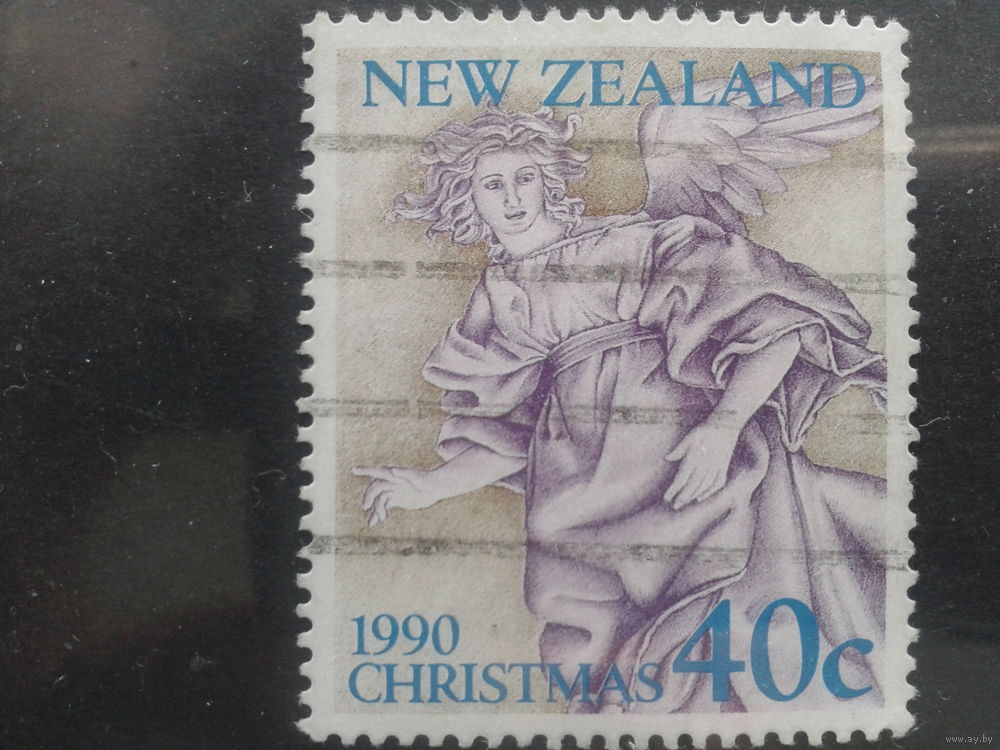 NEW ZEALAND
1990
CHRISTMAS 40c
www.ay.by